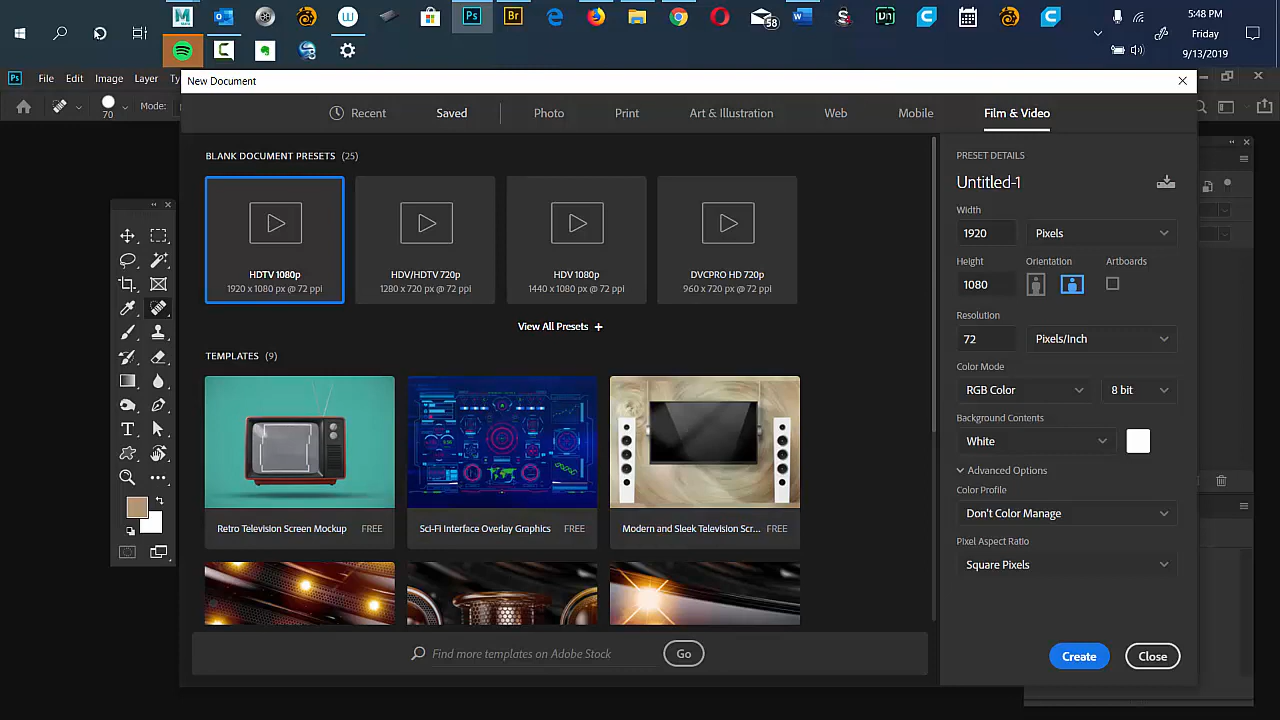 5:48 PM
Friday
9/13/2019
Ps
Br
58
Dn
Ps
File Edit Image Layer Ty
New Document
70
Mode:
Recent Saved Photo Print Art & Illustration Web Mobile Film & Video
BLANK DOCUMENT PRESETS (25)
HDTV 1080p
1920 x 1080 px @ 72 ppi
HDV/HDTV 720p
1280 x 720 px @ 72 ppi
HDV 1080p
1440 x 1080 px @ 72 ppi
DVCPRO HD 720p
960 x 720 px @ 72 ppi
View All Presets +
TEMPLATES (9)
Retro Television Screen Mockup FREE
Sci-Fi Interface Overlay Graphics FREE
Modern and Sleek Television Scr... FREE
Find more templates on Adobe Stock
Go
PRESET DETAILS
Untitled-1
Width
1920 Pixels
Height Orientation Artboards
1080
Resolution
72 Pixels/Inch
Color Mode
RGB Color 8 bit
Background Contents
White
Advanced Options
Color Profile
Don't Color Manage
Pixel Aspect Ratio
Square Pixels
Create Close